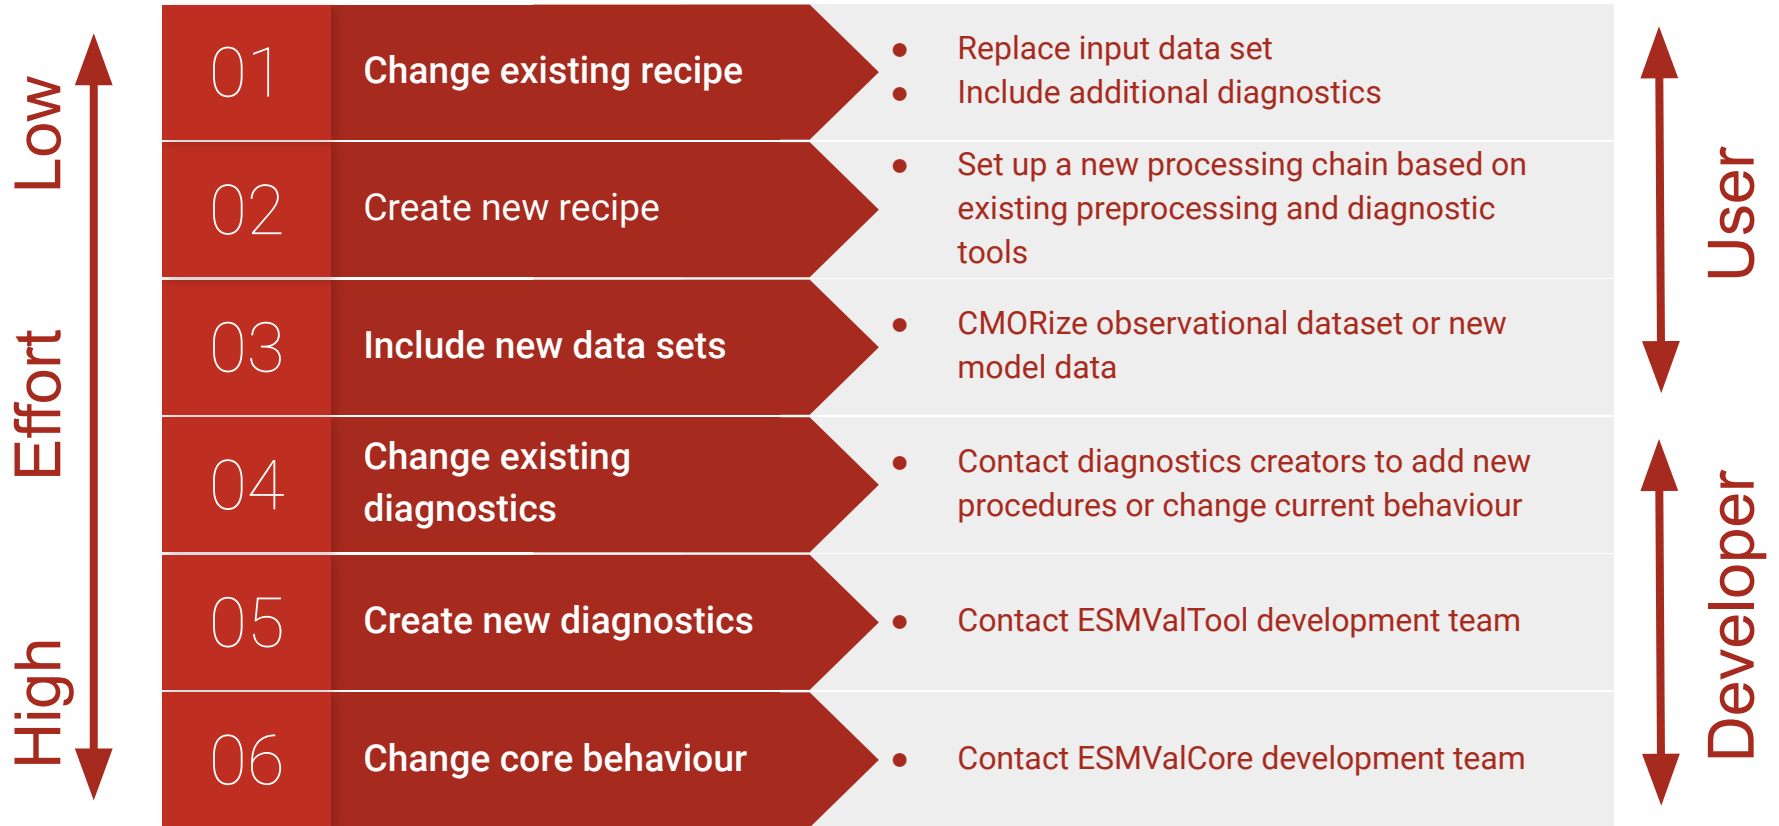 Low
Effort
High
01
Change existing recipe
● Replace input data set
● Include additional diagnostics
02
Create new recipe
● Set up a new processing chain based on
existing preprocessing and diagnostic
tools
03
Include new data sets
● CMORize observational dataset or new
model data
04
Change existing
diagnostics
● Contact diagnostics creators to add new
procedures or change current behaviour
05
Create new diagnostics
● Contact ESMValTool development team
06
Change core behaviour
● Contact ESMValCore development team
User
Developer